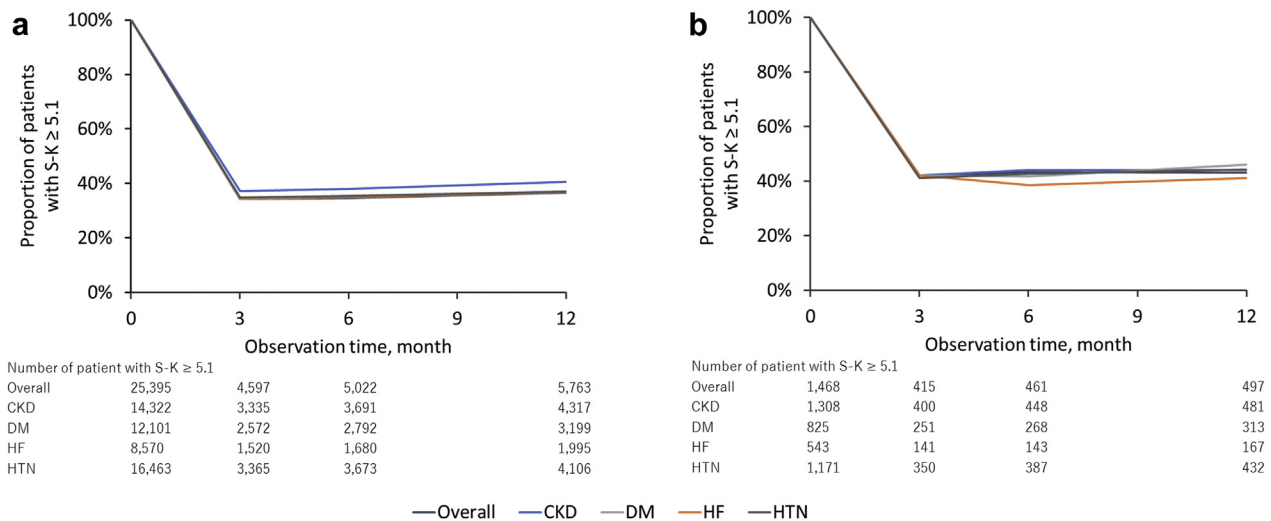 a
Proportion of patients
with S-K ≥ 5.1
100%
80%
60%
40%
20%
0%
0 3 6 9 12
Observation time, month
Number of patient with S-K ≥ 5.1
Overall 25,395 4,597 5,022 5,763
CKD 14,322 3,335 3,691 4,317
DM 12,101 2,572 2,792 3,199
HF 8,570 1,520 1,680 1,995
HTN 16,463 3,365 3,673 4,106
b
Proportion of patients
with S-K ≥ 5.1
100%
80%
60%
40%
20%
0%
0 3 6 9 12
Observation time, month
Number of patient with S-K ≥ 5.1
Overall 1,468 415 461 497
CKD 1,308 400 448 481
DM 825 251 268 313
HF 543 141 143 167
HTN 1,171 350 387 432
Overall CKD DM HF HTN